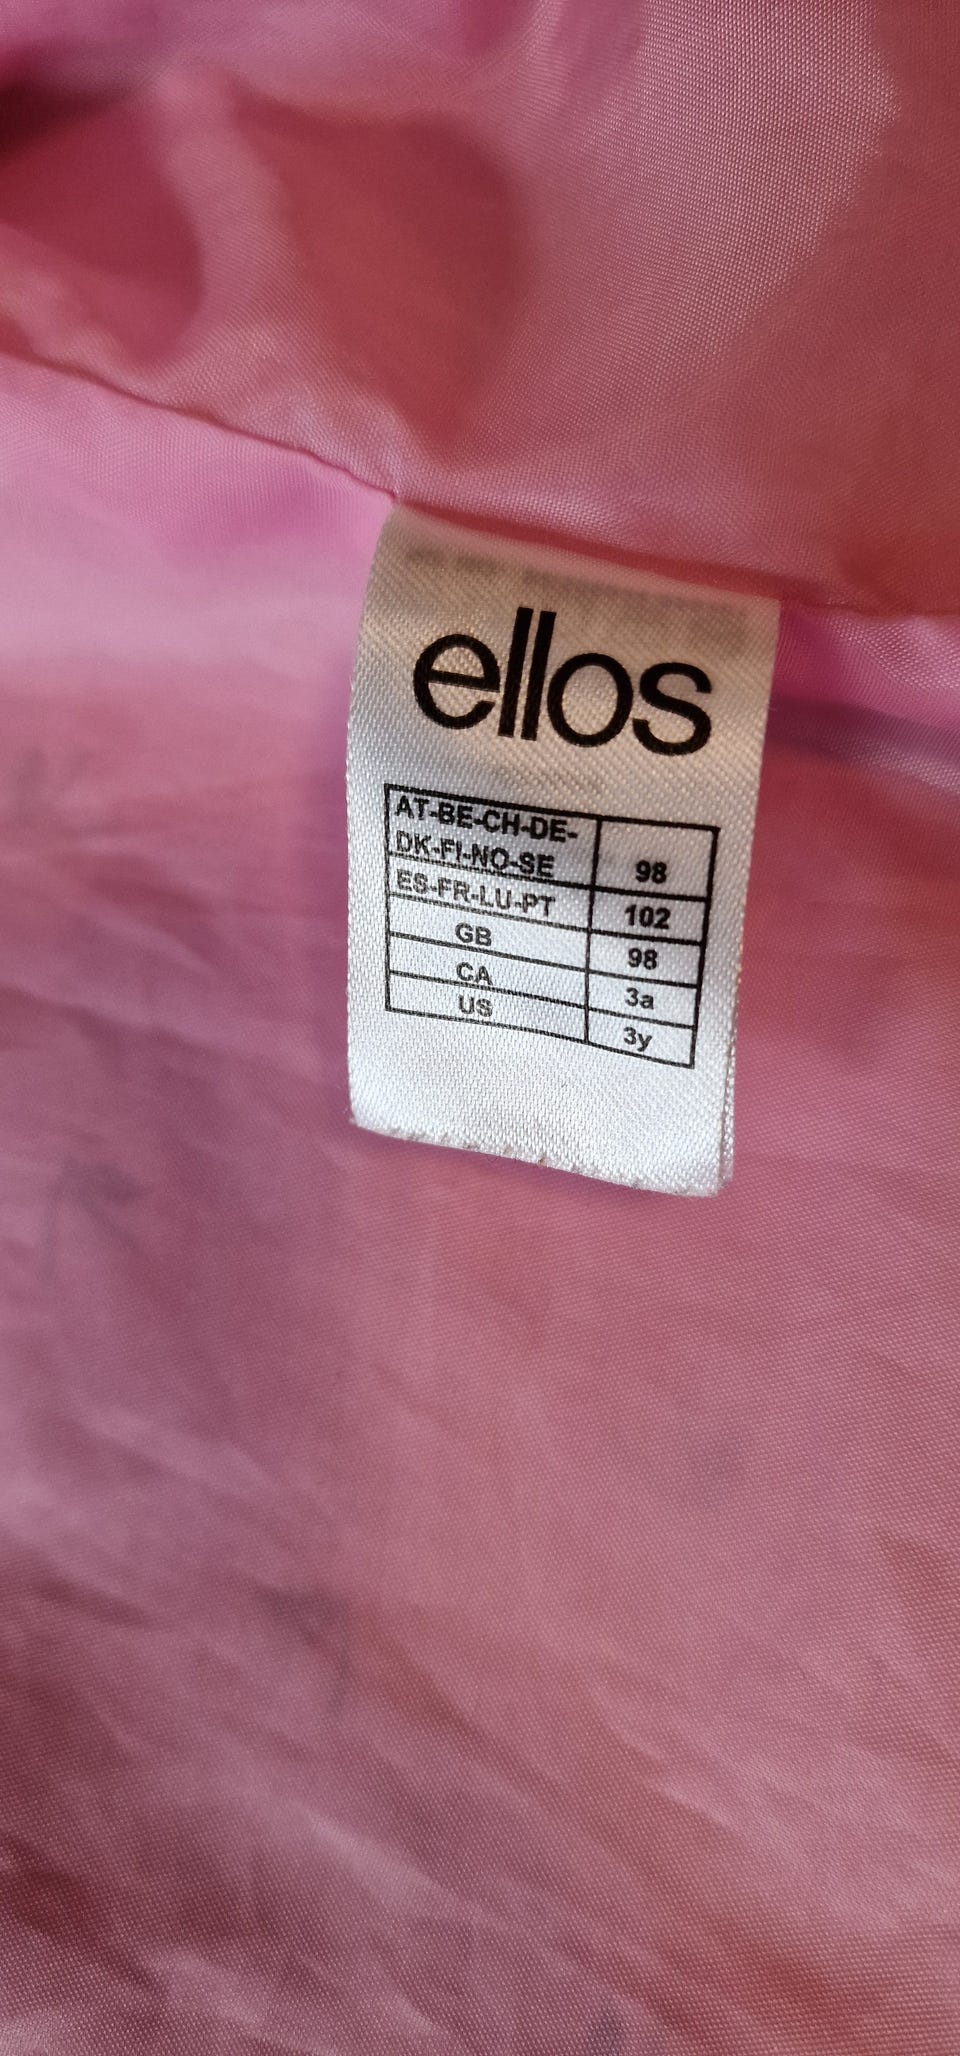 ellos
AT-BE-CH-DE-
DK-FI-NO-SE 98
ES-FR-LU-PT 102
GB 98
CA 3a
US 3y